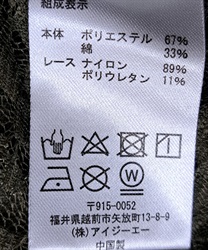 組成表示
本体 ポリエステル 67%
綿 33%
レース ナイロン 89%
ポリウレタン 11%
W
〒915-0052
福井県越前市矢放町13-8-9
(株)アイジーエー
中国製